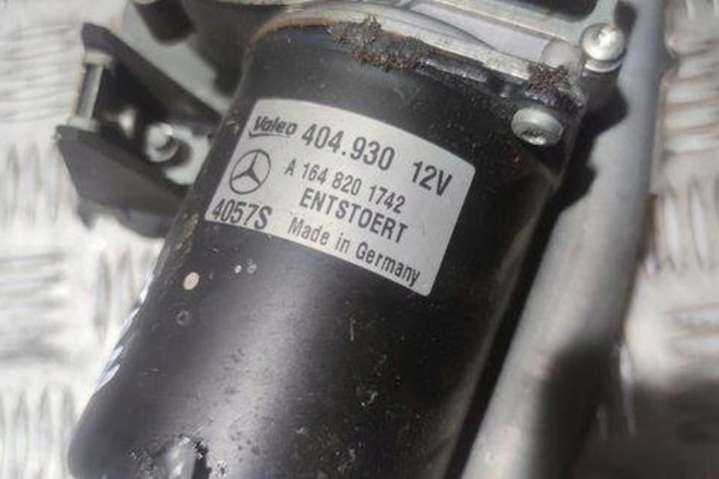 Valeo 404.930 12V
A 164 820 1742
ENTSTOERT
4057S Made in Germany